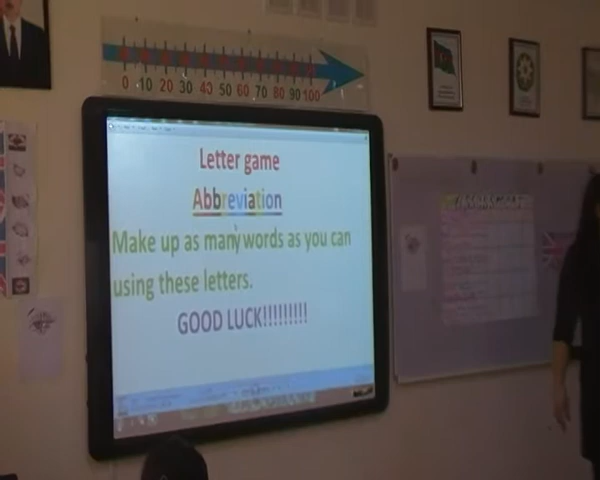 0 10 20 30 40 50 60 70 80 90 100
Letter game
Abbreviation
Make up as many words as you can
using these letters.
GOOD LUCK!!!!!!!!!